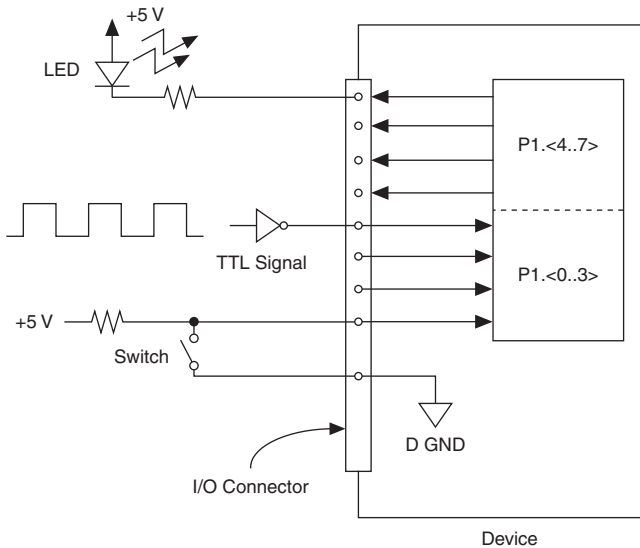 +5 V
LED
P1.<4..7>
TTL Signal
P1.<0..3>
+5 V
Switch
D GND
I/O Connector
Device